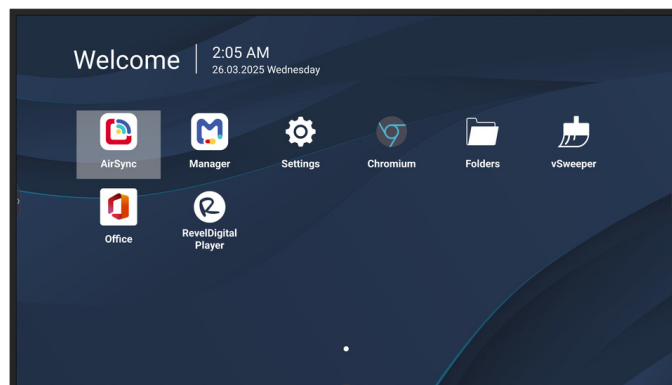 Welcome
2:05 AM
26.03.2025 Wednesday
AirSync
Manager
Settings
Chromium
Folders
vSweeper
Office
RevelDigital
Player